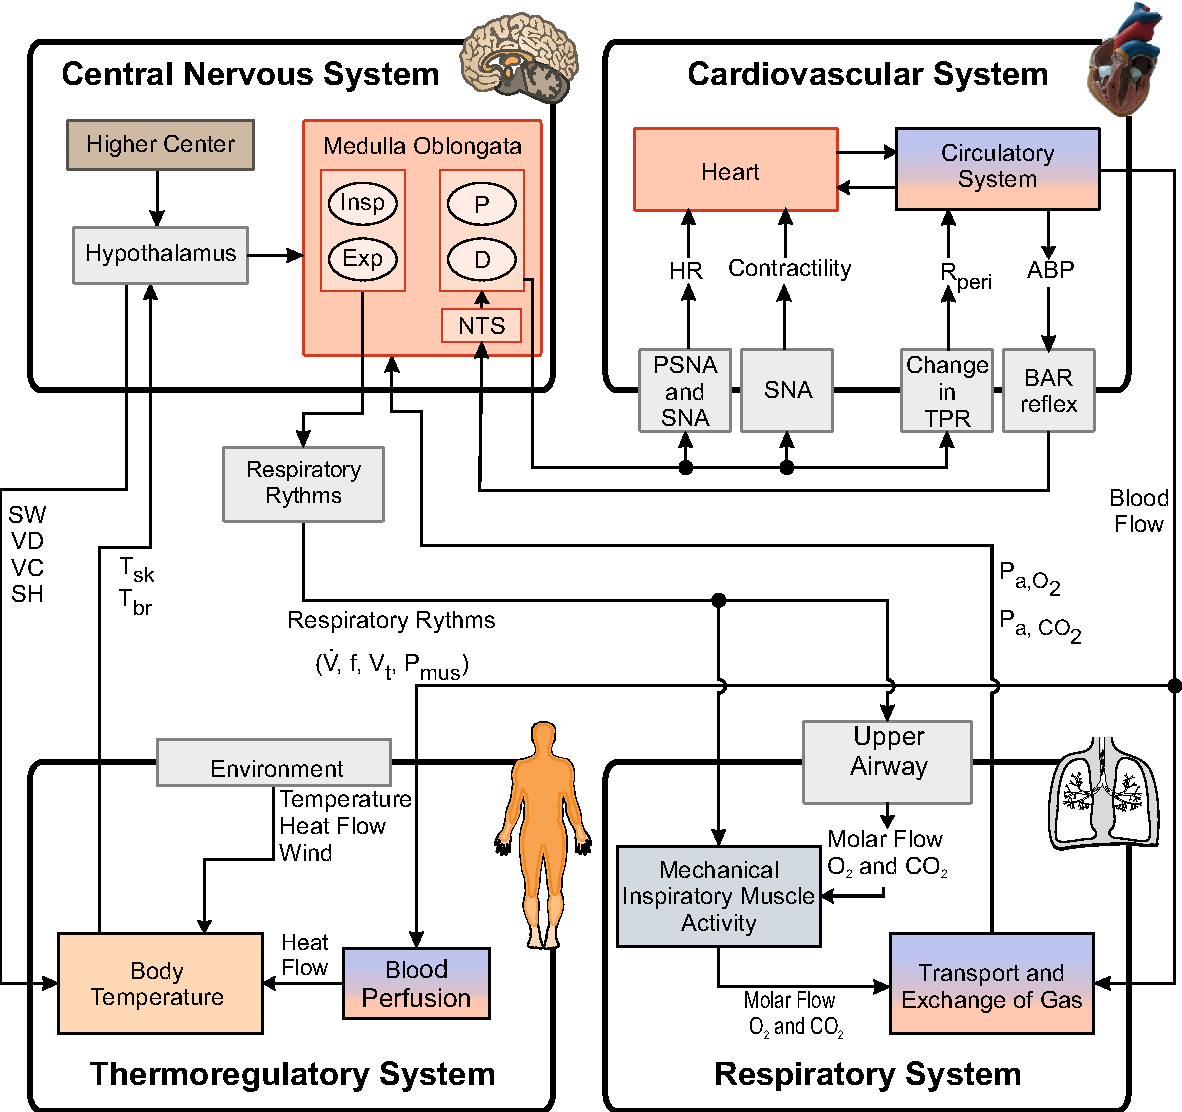 Central Nervous System
Higher Center
Hypothalamus
Medulla Oblongata
Insp
Exp
P
D
NTS
Cardiovascular System
Heart
Circulatory
System
HR
Contractility
Rperi
ABP
PSNA
and
SNA
SNA
Change
in
TPR
BAR
reflex
Respiratory
Rythms
SW
VD
VC
SH
Tsk
Tbr
Blood
Flow
Pa,O2
Pa, CO2
Respiratory Rythms
(V̇, f, Vt, Pmus)
Environment
Temperature
Heat Flow
Wind
Body
Temperature
Heat
Flow
Blood
Perfusion
Thermoregulatory System
Upper
Airway
Molar Flow
O2 and CO2
Mechanical
Inspiratory Muscle
Activity
Molar Flow
O2 and CO2
Transport and
Exchange of Gas
Respiratory System